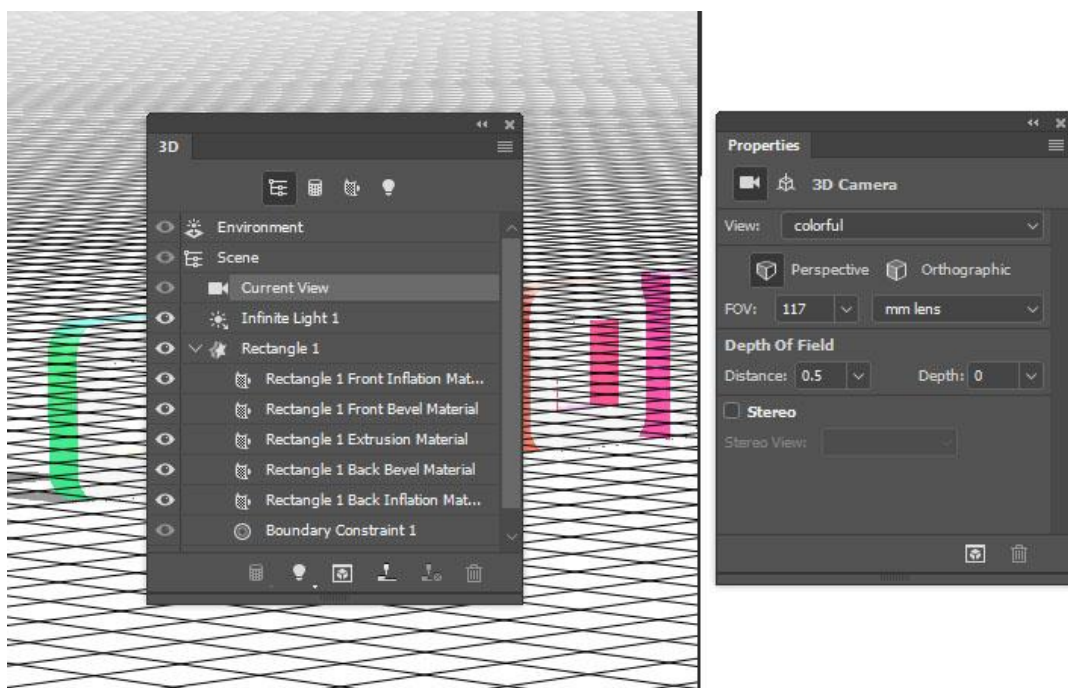 3D
Environment
Scene
Current View
Infinite Light 1
Rectangle 1
Rectangle 1 Front Inflation Mat...
Rectangle 1 Front Bevel Material
Rectangle 1 Extrusion Material
Rectangle 1 Back Bevel Material
Rectangle 1 Back Inflation Mat...
Boundary Constraint 1
Properties
3D Camera
View: colorful
Perspective Orthographic
FOV: 117 mm lens
Depth Of Field
Distance: 0.5 Depth: 0
Stereo
Stereo View: